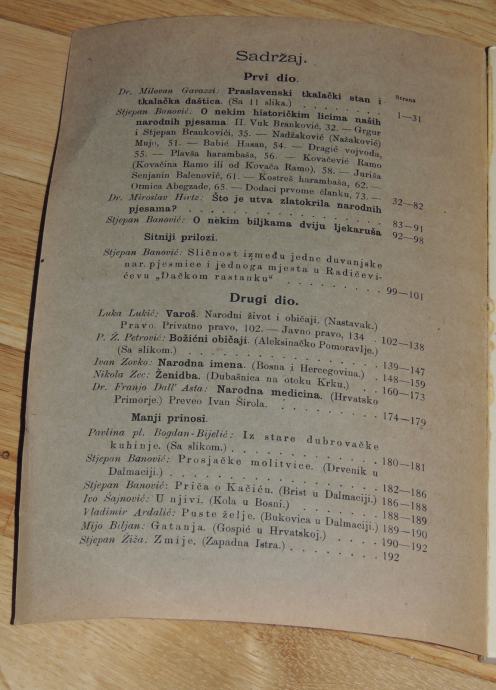 Sadržaj.
Prvi dio.
Strana
Dr. Milovan Gavazzi: Praslavenski tkalački stan i
tkalačka daštica. (Sa 11 slika.) . . . . . . . 1—31
Stjepan Banović: O nekim historičkim licima naših
narodnih pjesama. II. Vuk Branković, 32. — Grgur
i Stjepan Brankovići, 35. — Nadžaković (Nažaković)
Mujo, 51. — Babić Hasan, 54. — Dragić vojvoda,
55. — Plavša harambaša, 56. — Kovačević Ramo
(Kovačina Ramo ili od Kovača Ramo), 58. — Juriša
Senjanin Balenović, 61. — Kostreš harambaša, 62. —
Otmica Abegzade, 65. — Dodaci prvome članku, 73. — 32—82
Dr. Miroslav Hirtz: Što je utva zlatokrila narodnih
pjesama? . . . . . . . . . . 83—91
Stjepan Banović: O nekim biljkama dviju ljekaruša 92—98
Sitniji prilozi.
Stjepan Banović: Sličnost između jedne duvanjske
nar. pjesmice i jednoga mjesta u Radičevi-
ćevu „Đačkom rastanku“ . . . . . . 99—101
Drugi dio.
Luka Lukić: Varoš. Narodni život i običaji. (Nastavak.)
Pravo. Privatno pravo, 102. — Javno pravo, 134 . 102—138
P. Ž. Petrović: Božićni običaji. (Aleksinačko Pomoravlje.)
(Sa slikom.) . . . . . . . . . . 139—147
Ivan Zovko: Narodna imena. (Bosna i Hercegovina.) . 148—159
Nikola Zec: Ženidba. (Dubašnica na otoku Krku.) . 160—173
Dr. Franjo Dall' Asta: Narodna medicina. (Hrvatsko
Primorje.) Preveo Ivan Širola. . . . . . 174—179
Manji prinosi.
Pavlina pl. Bogdan-Bijelić: Iz stare dubrovačke
kuhinje. (Sa slikom.) . . . . . . . 180—181
Stjepan Banović: Prosjačke molitvice. (Drvenik u
Dalmaciji.) . . . . . . . . . . 182—186
Stjepan Banović: Priča o Kačiću. (Brist u Dalmaciji.) 186—188
Ivo Šajnović: U njivi. (Kola u Bosni.) . . . . 188—189
Vladimir Ardalić: Puste želje. (Bukovica u Dalmaciji.) 189—190
Mijo Biljan: Gatanja. (Gospić u Hrvatskoj.) . . . 190—192
Stjepan Žiža: Zmije. (Zapadna Istra.) . . . . . 192